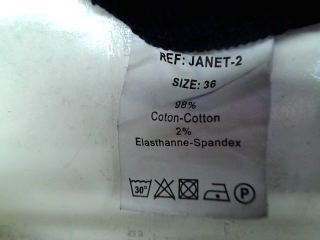 REF: JANET-2
SIZE: 36
98%
Coton-Cotton
2%
Elasthanne-Spandex
30° P